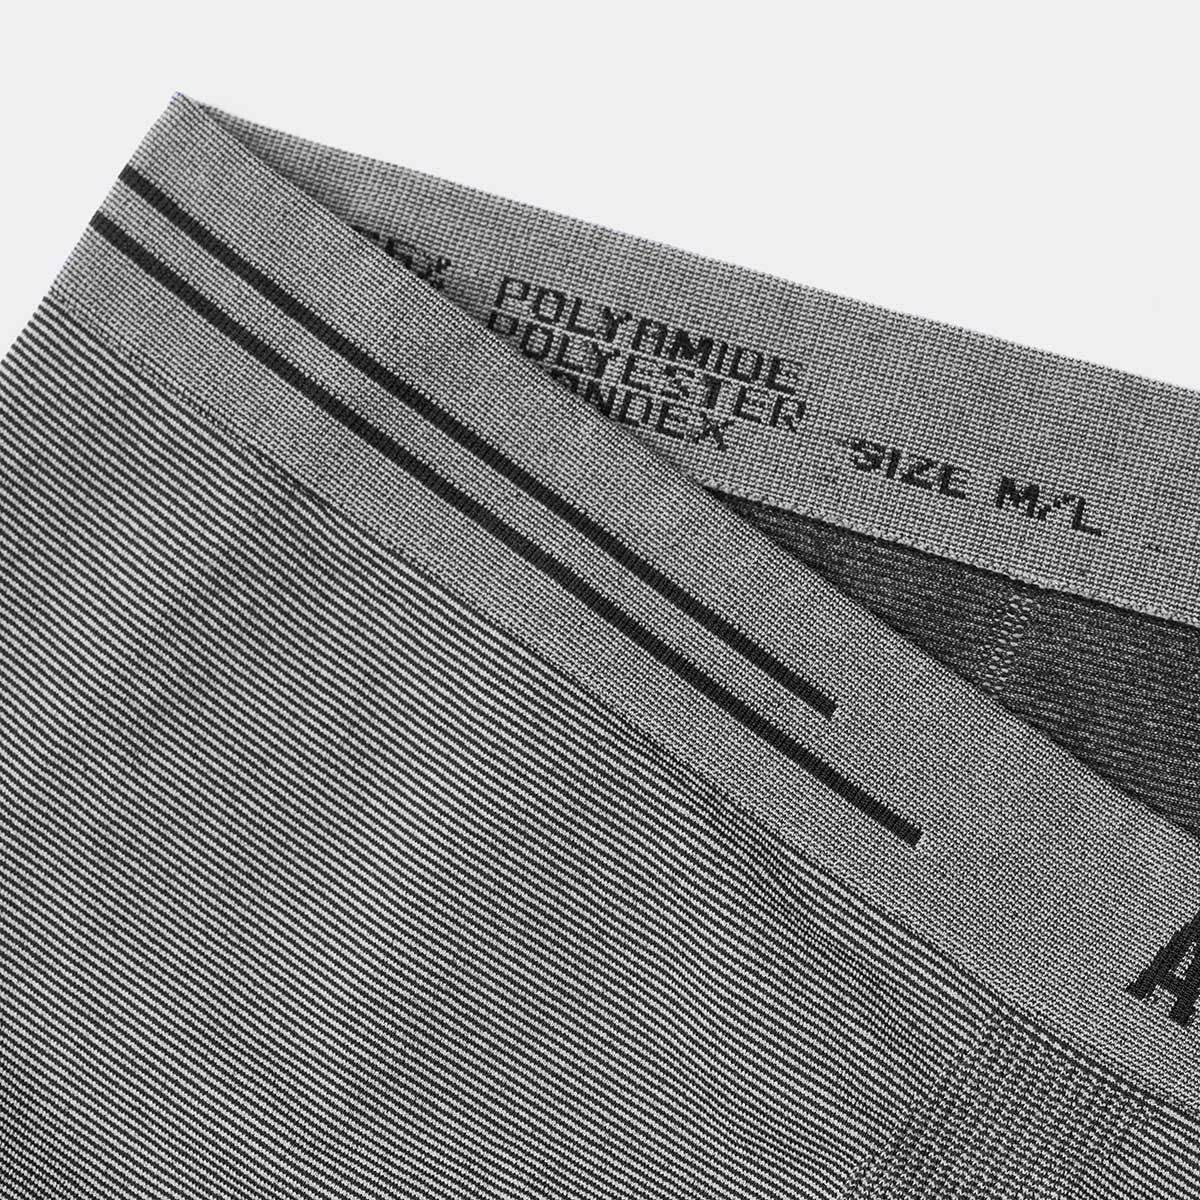 POLYAMIDE
POLYESTER
SIZE M/L
A